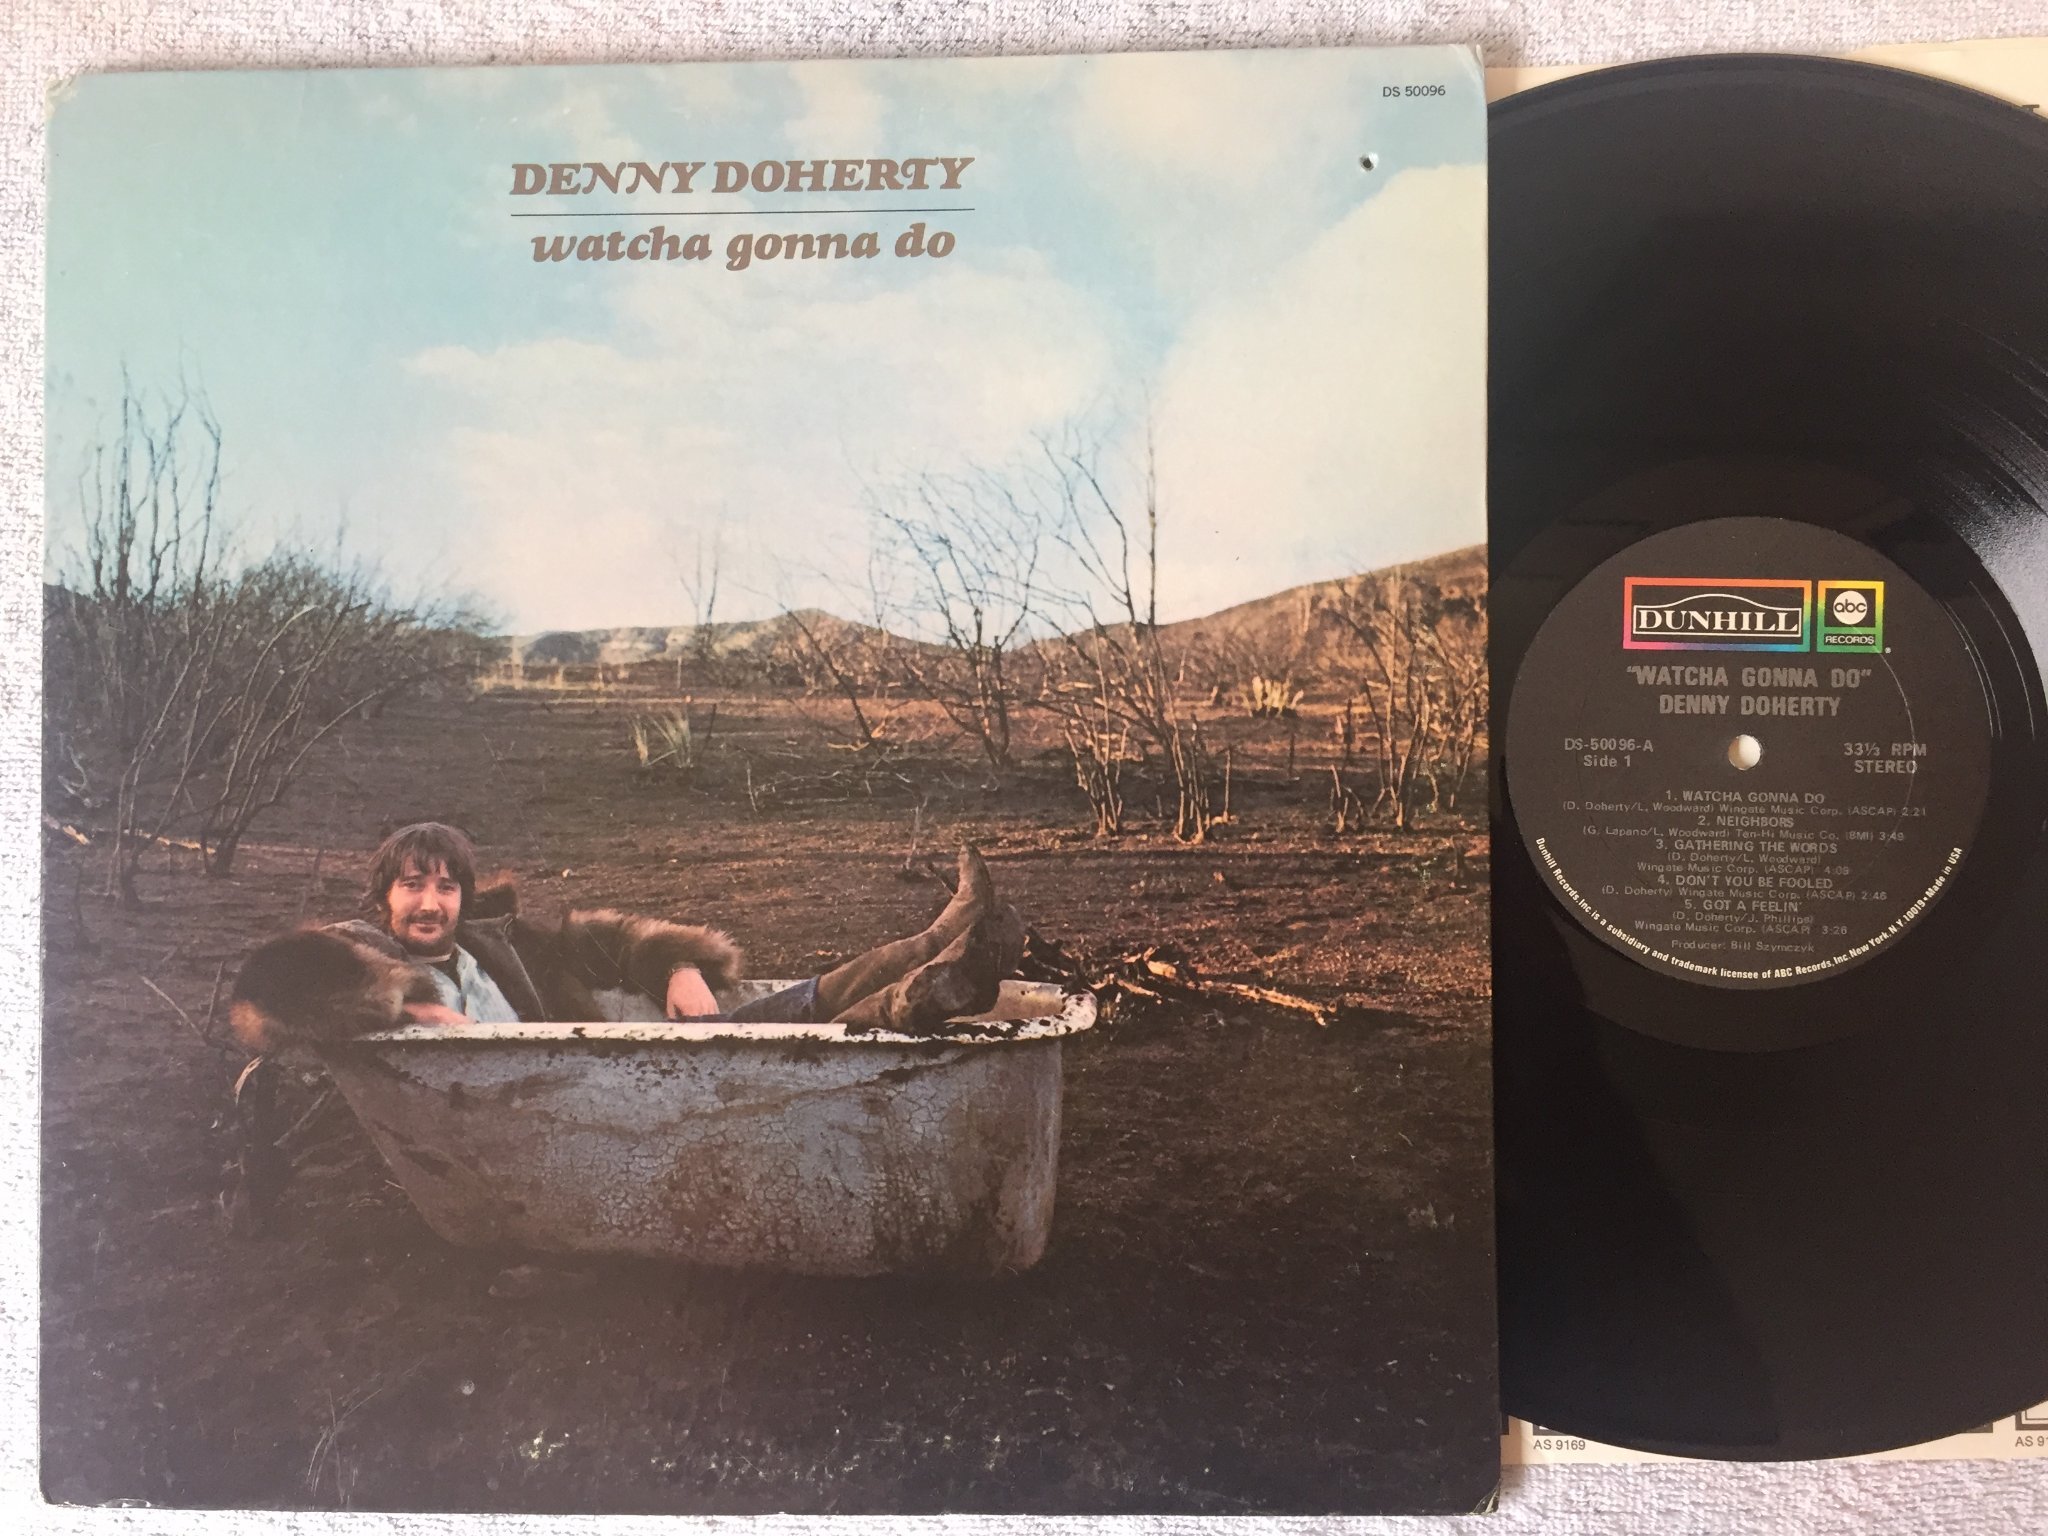 DS 50096
DENNY DOHERTY
watcha gonna do
DUNHILL
abc
RECORDS
"WATCHA GONNA DO"
DENNY DOHERTY
DS-50096-A
Side 1
33⅓ RPM
STEREO
1. WATCHA GONNA DO
(D. Doherty/L. Woodward) Wingate Music Corp. (ASCAP) 2:21
2. NEIGHBORS
(G. Lapano/L. Woodward) Ten-Hi Music Co. (BMI) 3:49
3. GATHERING THE WORDS
(D. Doherty/L. Woodward)
Wingate Music Corp. (ASCAP) 4:09
4. DON'T YOU BE FOOLED
(D. Doherty) Wingate Music Corp. (ASCAP) 2:46
5. GOT A FEELIN'
(D. Doherty/J. Phillips)
Wingate Music Corp. (ASCAP) 3:26
Producer: Bill Szymczyk
Dunhill Records, Inc. is a subsidiary and trademark licensee of ABC Records, Inc. New York, N.Y. 10019 • Made in USA
AS 9169